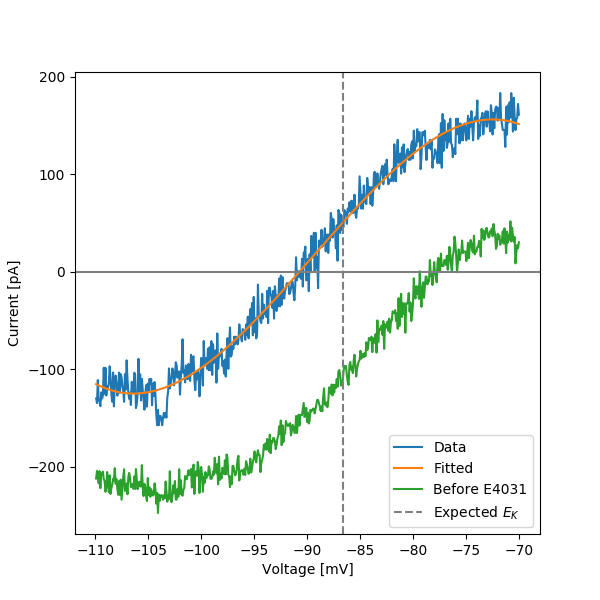 200
100
0
−100
−200
Current [pA]
−110 −105 −100 −95 −90 −85 −80 −75 −70
Voltage [mV]
Data
Fitted
Before E4031
Expected E_K